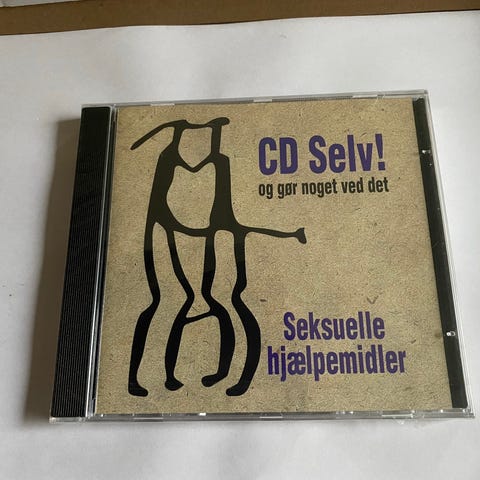 CD Selv!
og gør noget ved det
Seksuelle
hjælpemidler